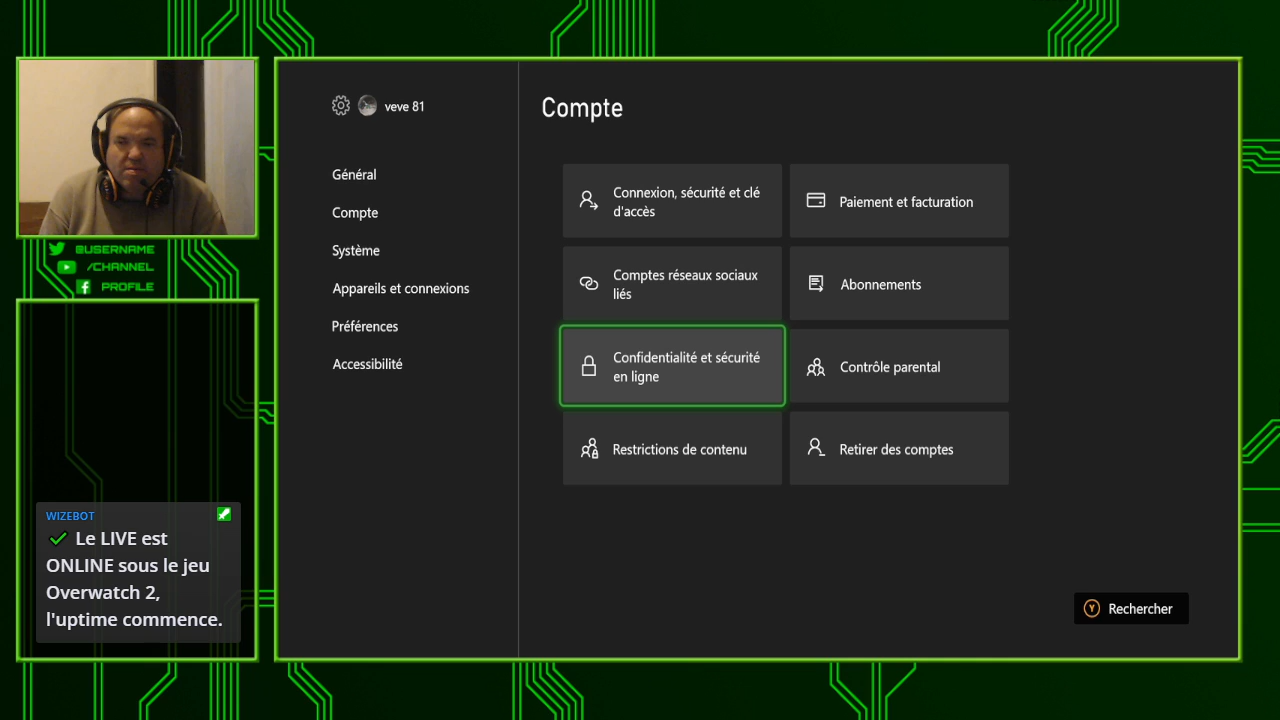 @USERNAME
/CHANNEL
PROFILE
WIZEBOT
Le LIVE est
ONLINE sous le jeu
Overwatch 2,
l'uptime commence.
veve 81
Général
Compte
Système
Appareils et connexions
Préférences
Accessibilité
Compte
Connexion, sécurité et clé
d'accès
Paiement et facturation
Comptes réseaux sociaux
liés
Abonnements
Confidentialité et sécurité
en ligne
Contrôle parental
Restrictions de contenu
Retirer des comptes
Y Rechercher